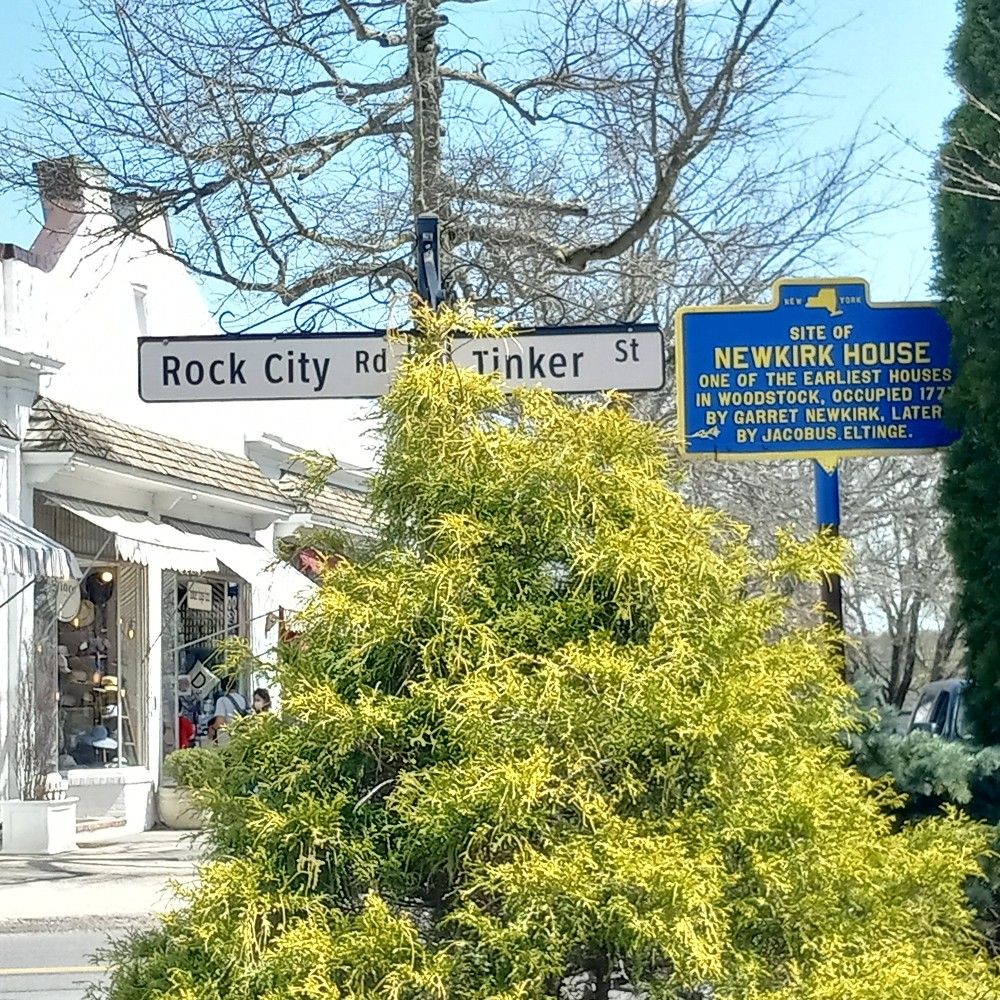 Rock City Rd
Tinker St
NEW YORK
SITE OF
NEWKIRK HOUSE
ONE OF THE EARLIEST HOUSES
IN WOODSTOCK, OCCUPIED
BY GARRET NEWKIRK, LATER
BY JACOBUS ELTINGE.